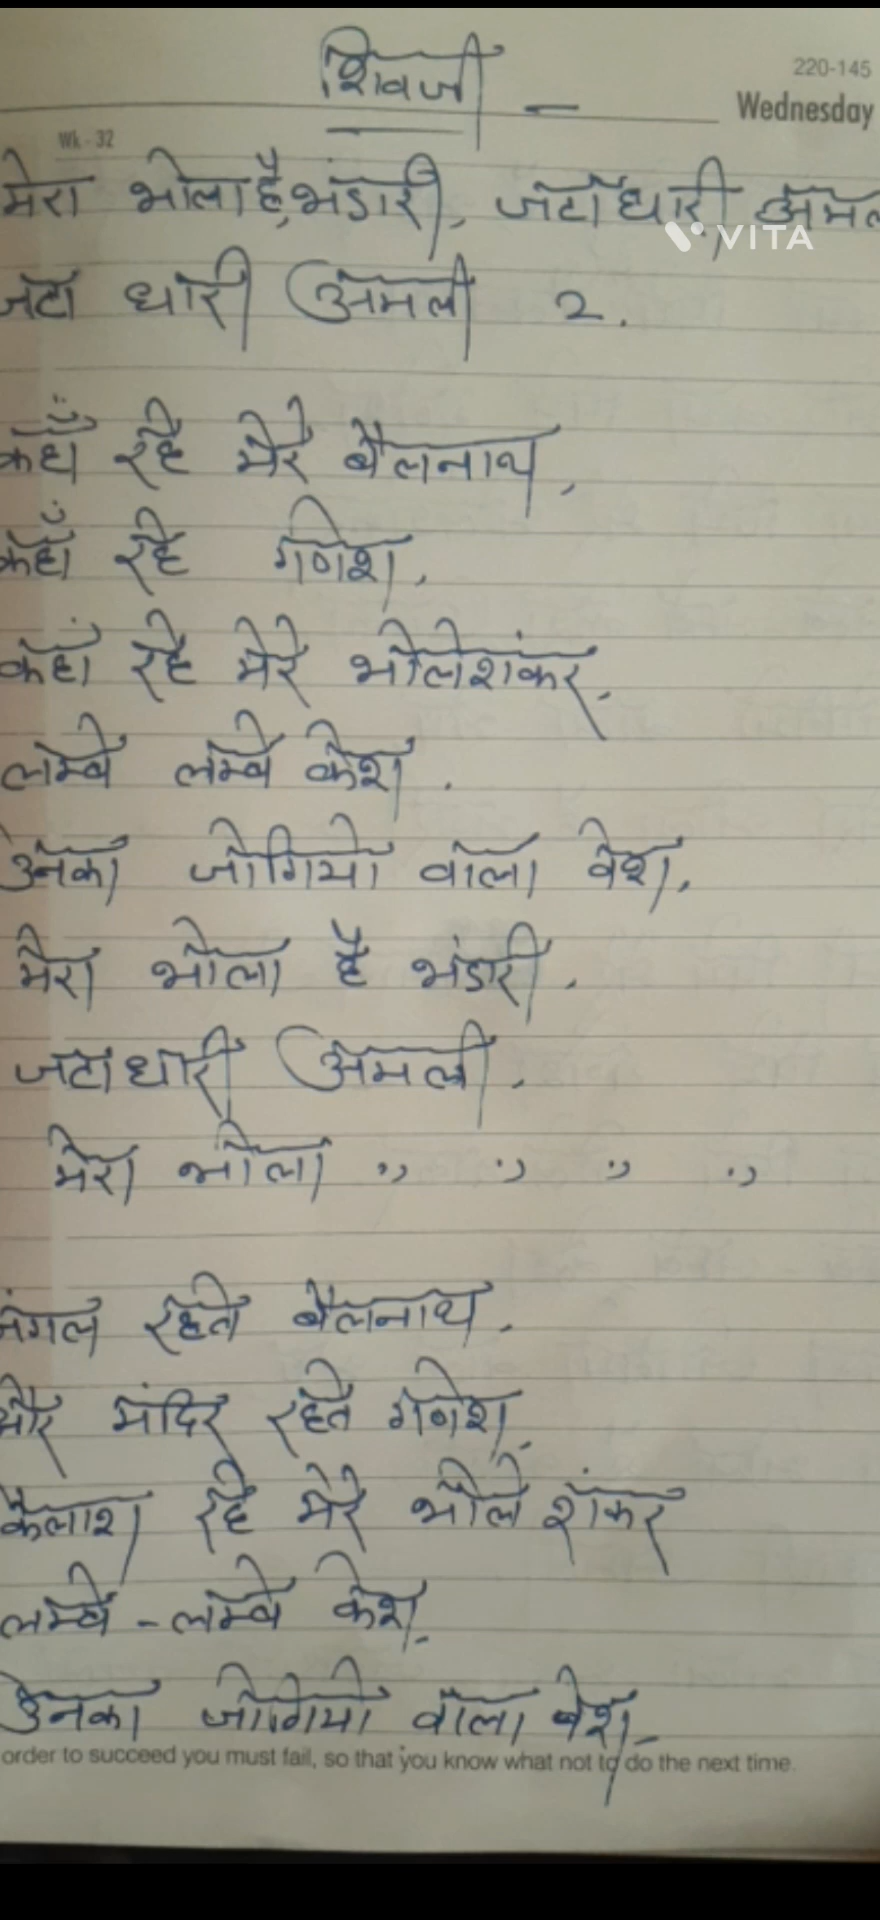 शिवजी -
220-145
Wednesday
Wk - 32
मेरा भोला है, भंडारी, जटाधारी अमल
VITA
जटा धारी अमली 2.
कहाँ रहे मेरे बैलनाथ,
कहाँ रहे गणेश,
कहाँ रहे मेरे भोलेशंकर,
लम्बे लम्बे केश.
उनका जोगियो वाला वेश,
मेरा भोला है भंडारी.
जटाधारी अमली.
मेरा भोला ,, ,, ,, ,,
जंगल रहते बैलनाथ,
और मंदिर रहते गणेश,
कैलाश रहे मेरे भोले शंकर
लम्बे - लम्बे केश,
उनका जोगियो वाला वेश,
order to succeed you must fail, so that you know what not to do the next time.